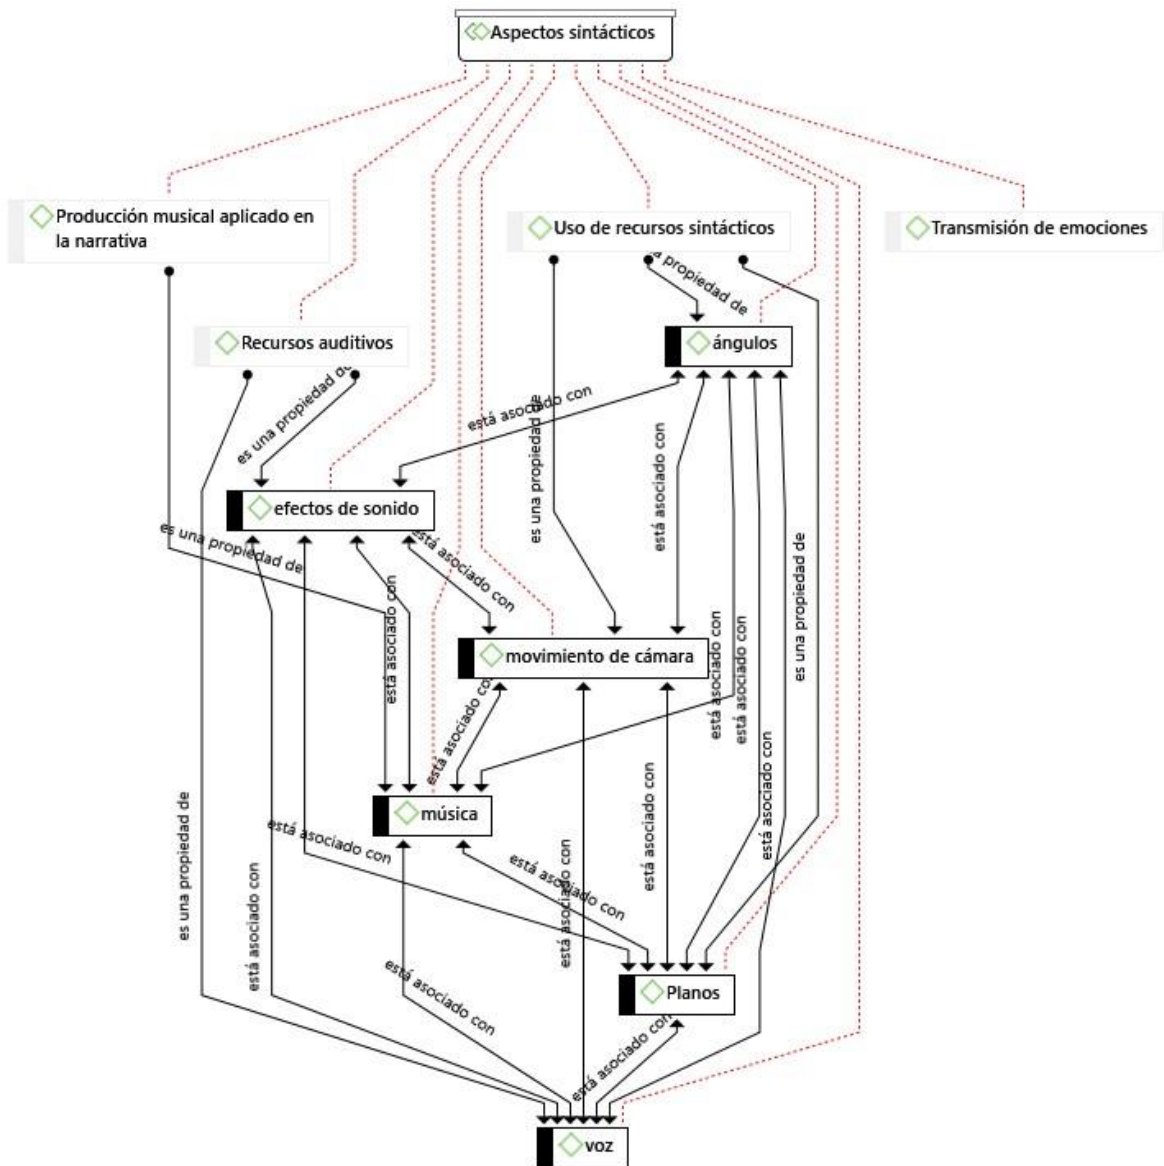 Aspectos sintácticos
Producción musical aplicado en
la narrativa
Uso de recursos sintácticos
Transmisión de emociones
a propiedad de
Recursos auditivos
ángulos
es una propiedad de
está asociado con
es una propiedad de
está asociado con
efectos de sonido
es una propiedad de
está asociado con
es una propiedad de
está asociado con
movimiento de cámara
está asociado con
está asociado con
está asociado con
está asociado con
está asociado con
música
es una propiedad de
está asociado con
está asociado con
está asociado con
está asociado con
está asociado con
está asociado con
Planos
está asociado con
voz